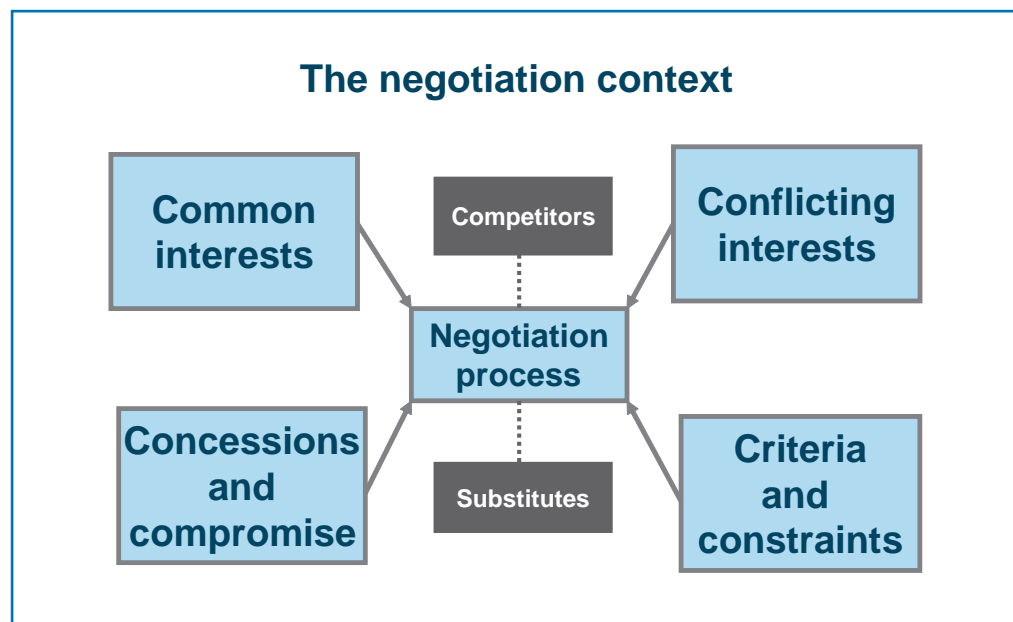 The negotiation context
Common
interests
Competitors
Conflicting
interests
Negotiation
process
Concessions
and
compromise
Substitutes
Criteria
and
constraints